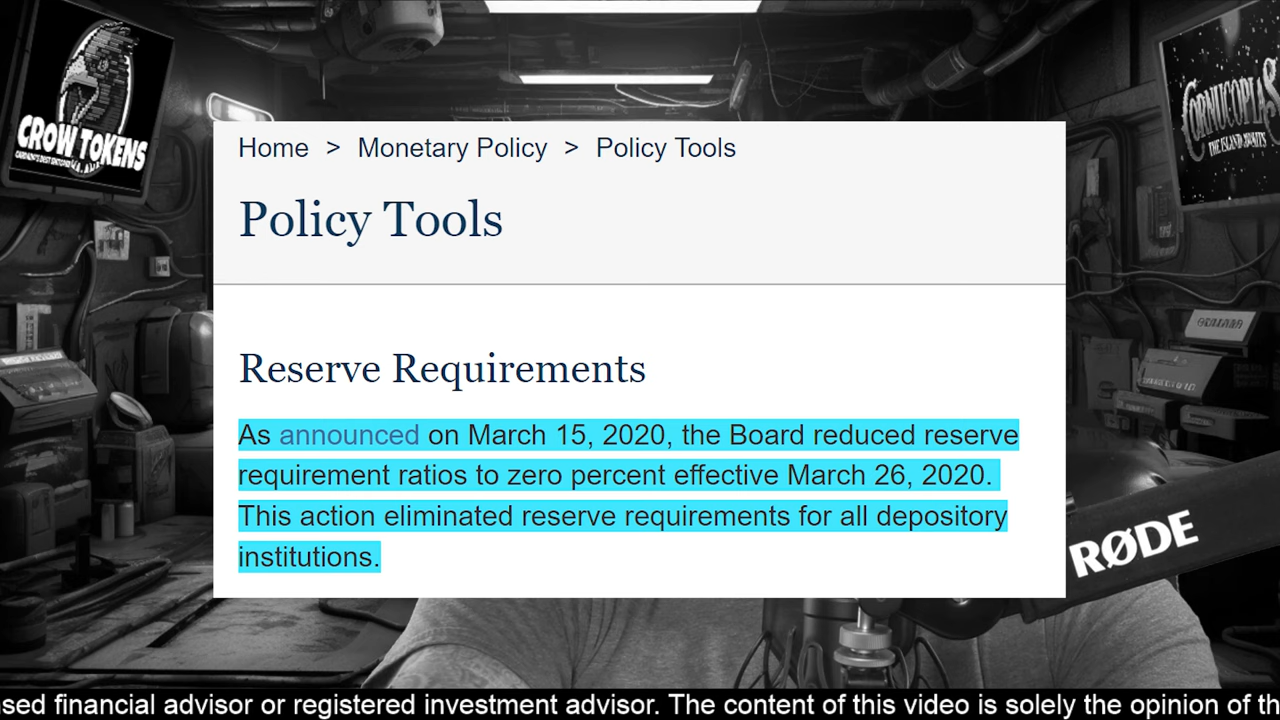 CROW TOKENS
CORNUCOPIAS
THE ISLAND AWAITS
Home > Monetary Policy > Policy Tools
Policy Tools
Reserve Requirements
As announced on March 15, 2020, the Board reduced reserve
requirement ratios to zero percent effective March 26, 2020.
This action eliminated reserve requirements for all depository
institutions.
RØDE
sed financial advisor or registered investment advisor. The content of this video is solely the opinion of th